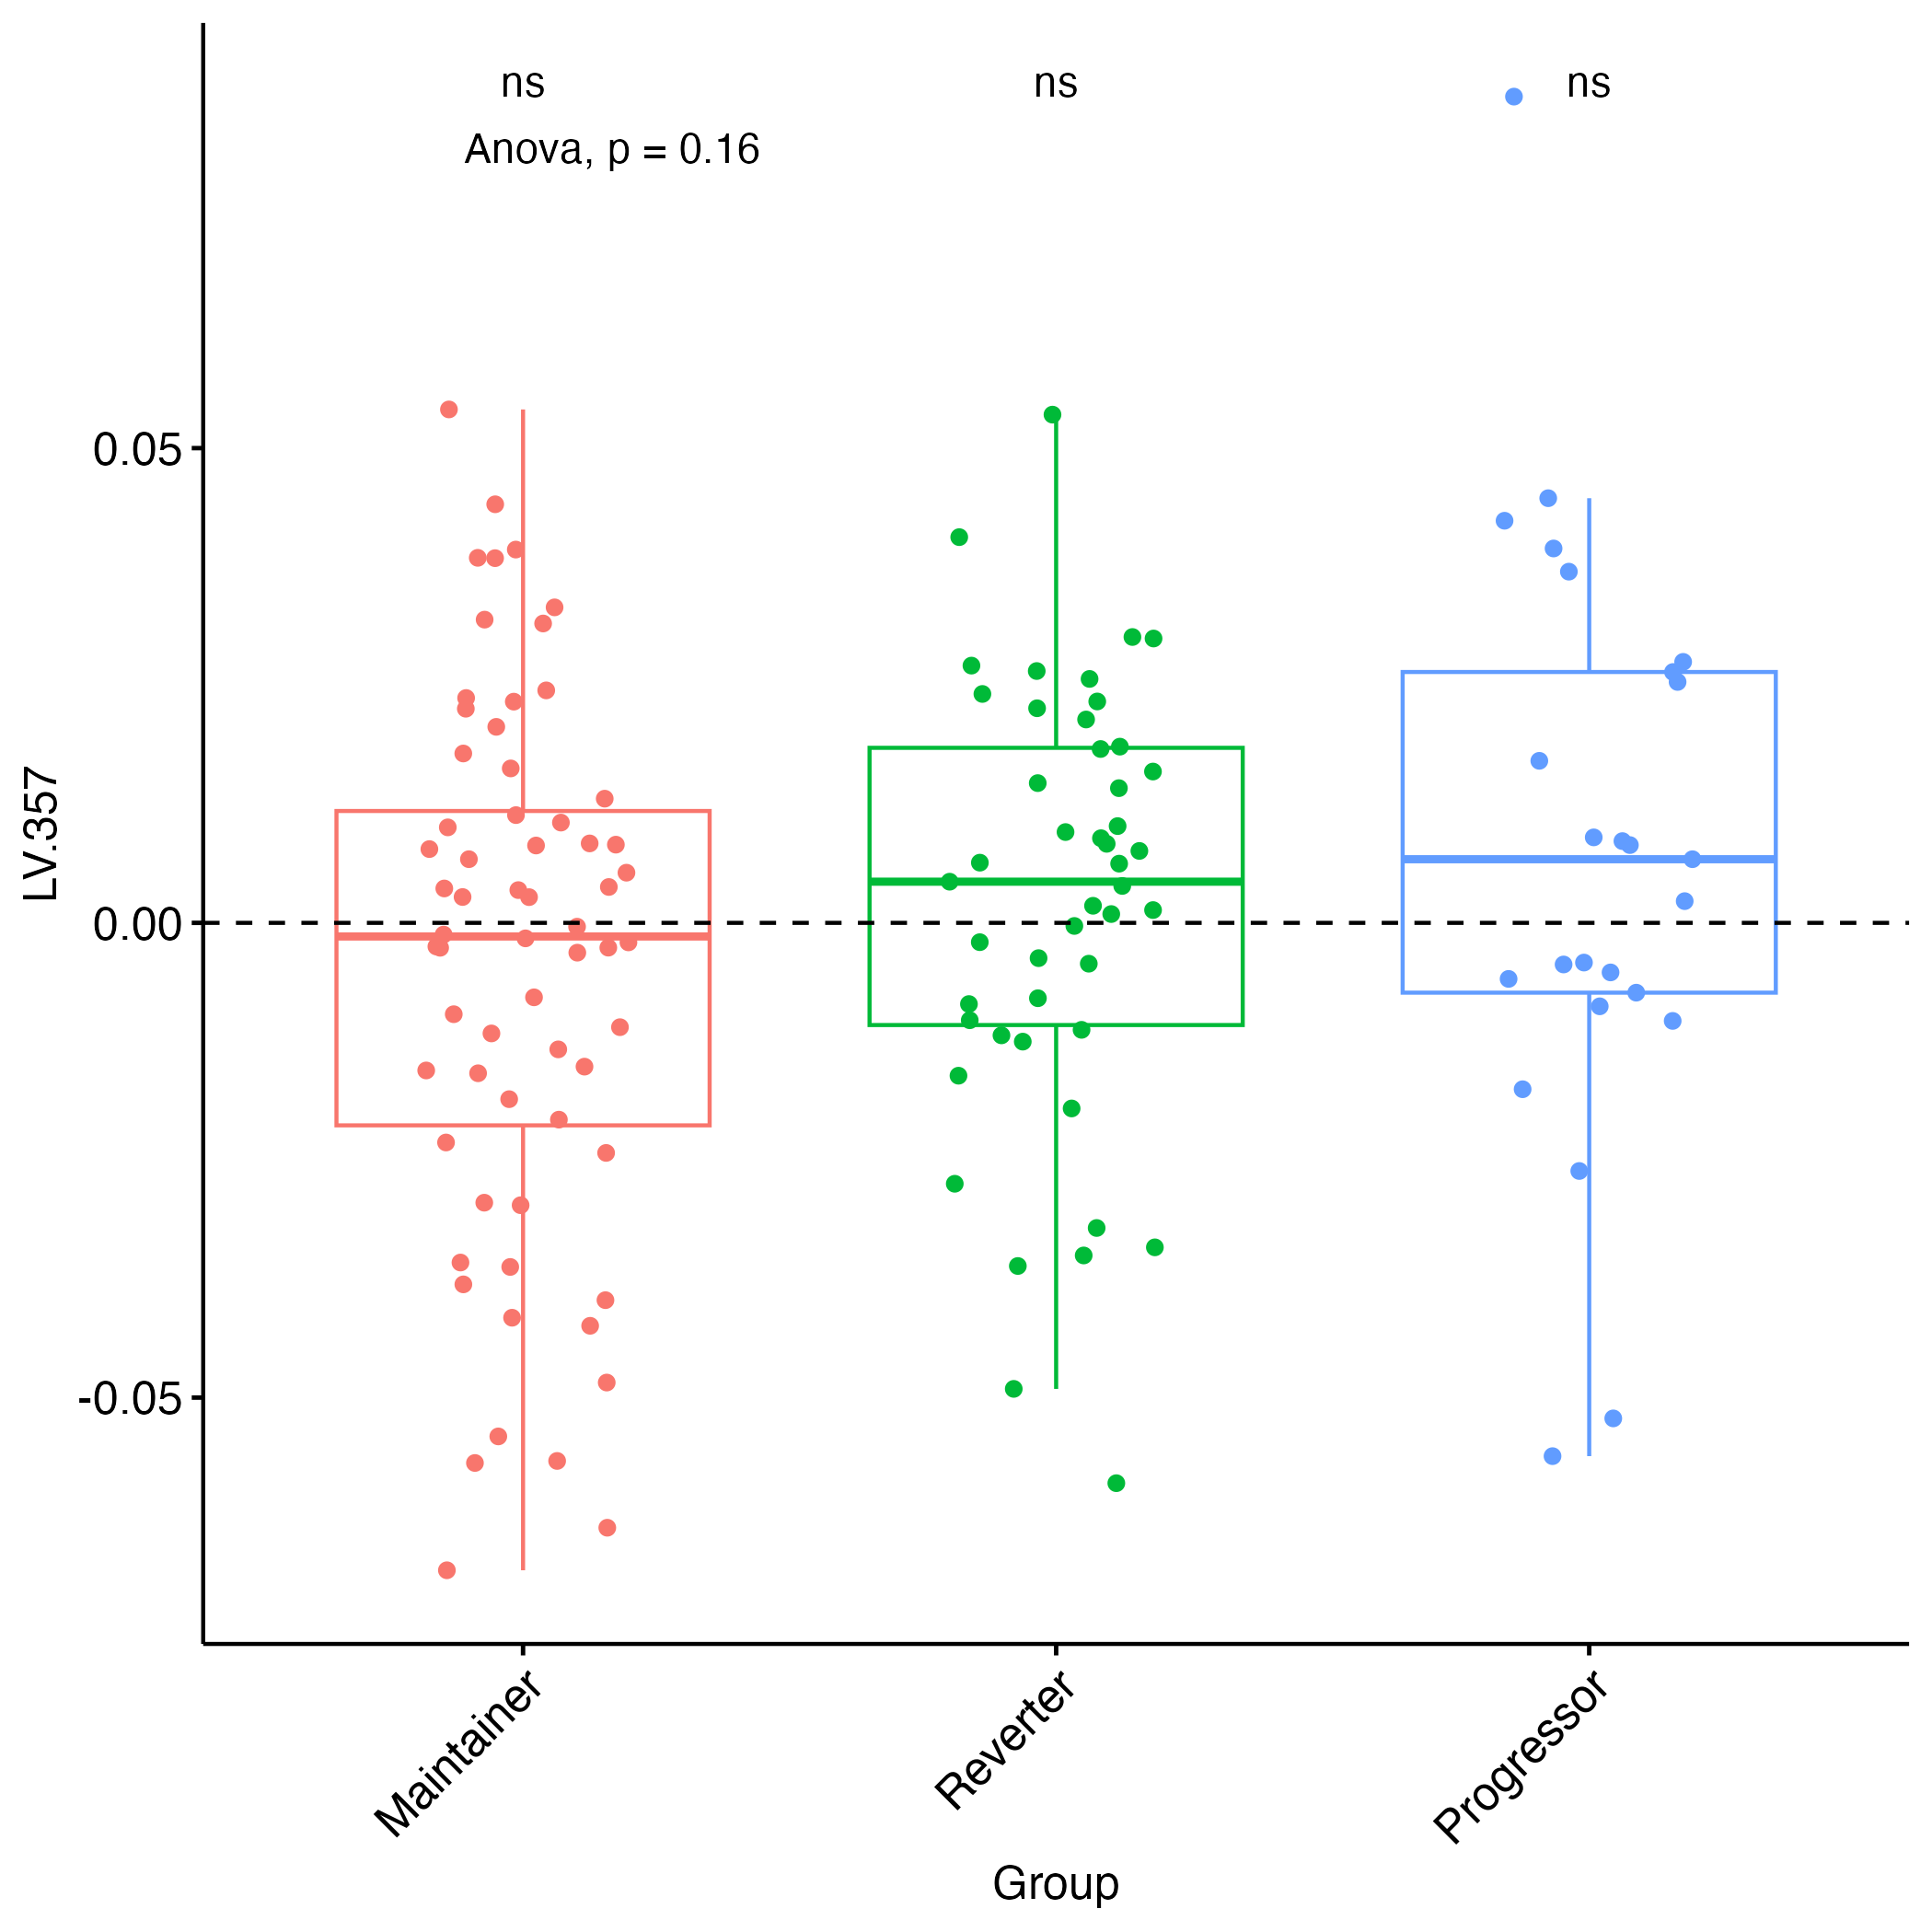 ns ns ns
Anova, p = 0.16
LV.357
0.05
0.00
-0.05
Maintainer
Reverter
Progressor
Group